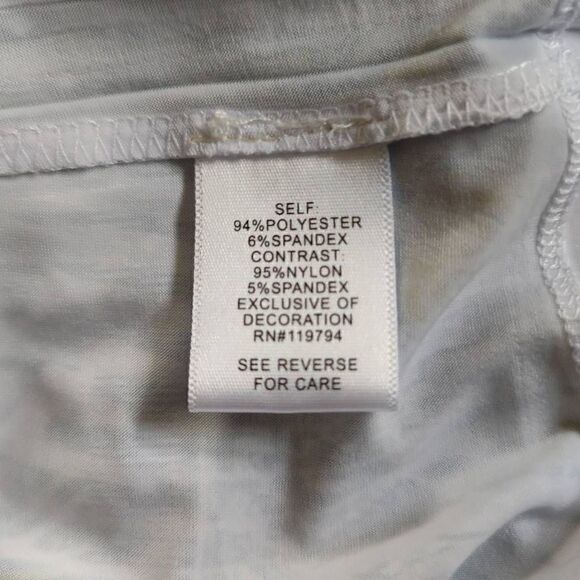 SELF:
94%POLYESTER
6%SPANDEX
CONTRAST:
95%NYLON
5%SPANDEX
EXCLUSIVE OF
DECORATION
RN#119794
SEE REVERSE
FOR CARE